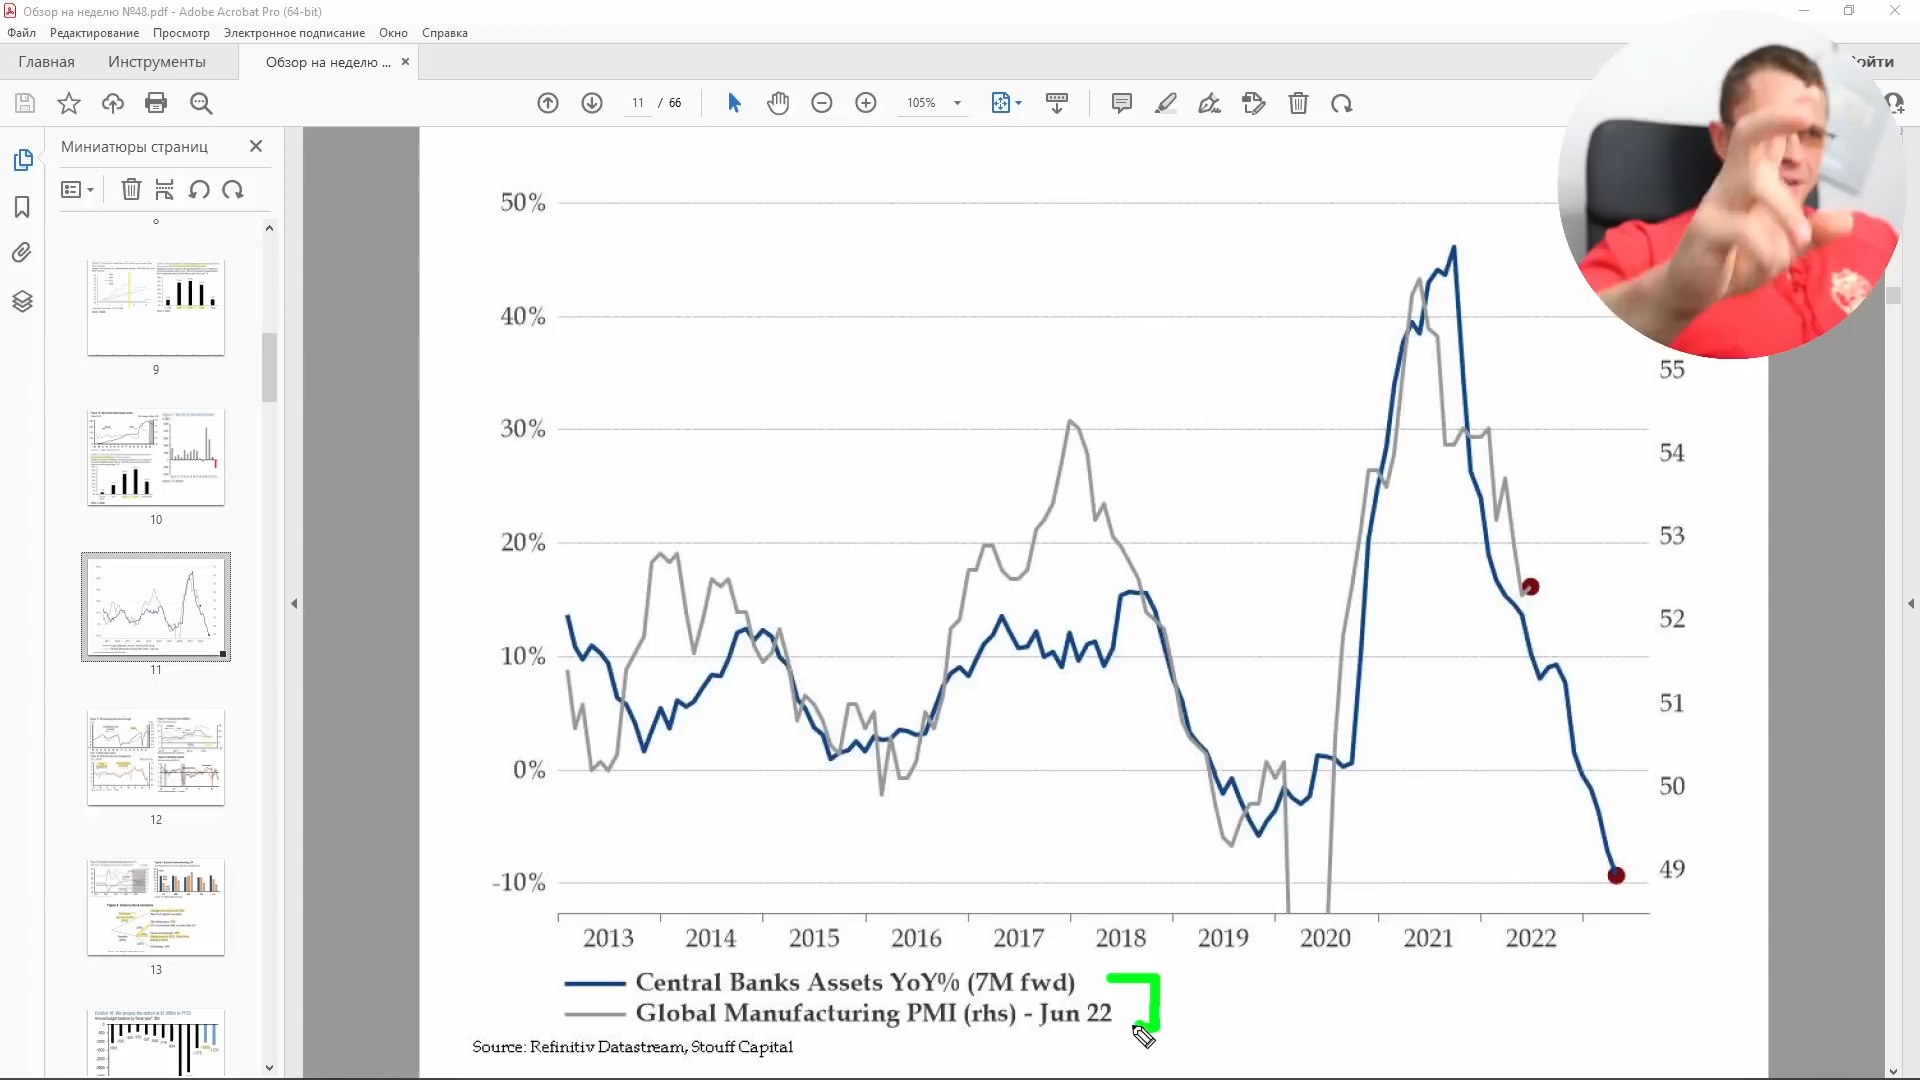 Обзор на неделю №48.pdf - Adobe Acrobat Pro (64-bit)
Файл Редактирование Просмотр Электронное подписание Окно Справка
Главная Инструменты Обзор на неделю ... ойти
11 / 66 105%
Миниатюры страниц
9
10
11
12
13
50%
40%
30%
20%
10%
0%
-10%
55
54
53
52
51
50
49
2013 2014 2015 2016 2017 2018 2019 2020 2021 2022
Central Banks Assets YoY% (7M fwd)
Global Manufacturing PMI (rhs) - Jun 22
Source: Refinitiv Datastream, Stouff Capital